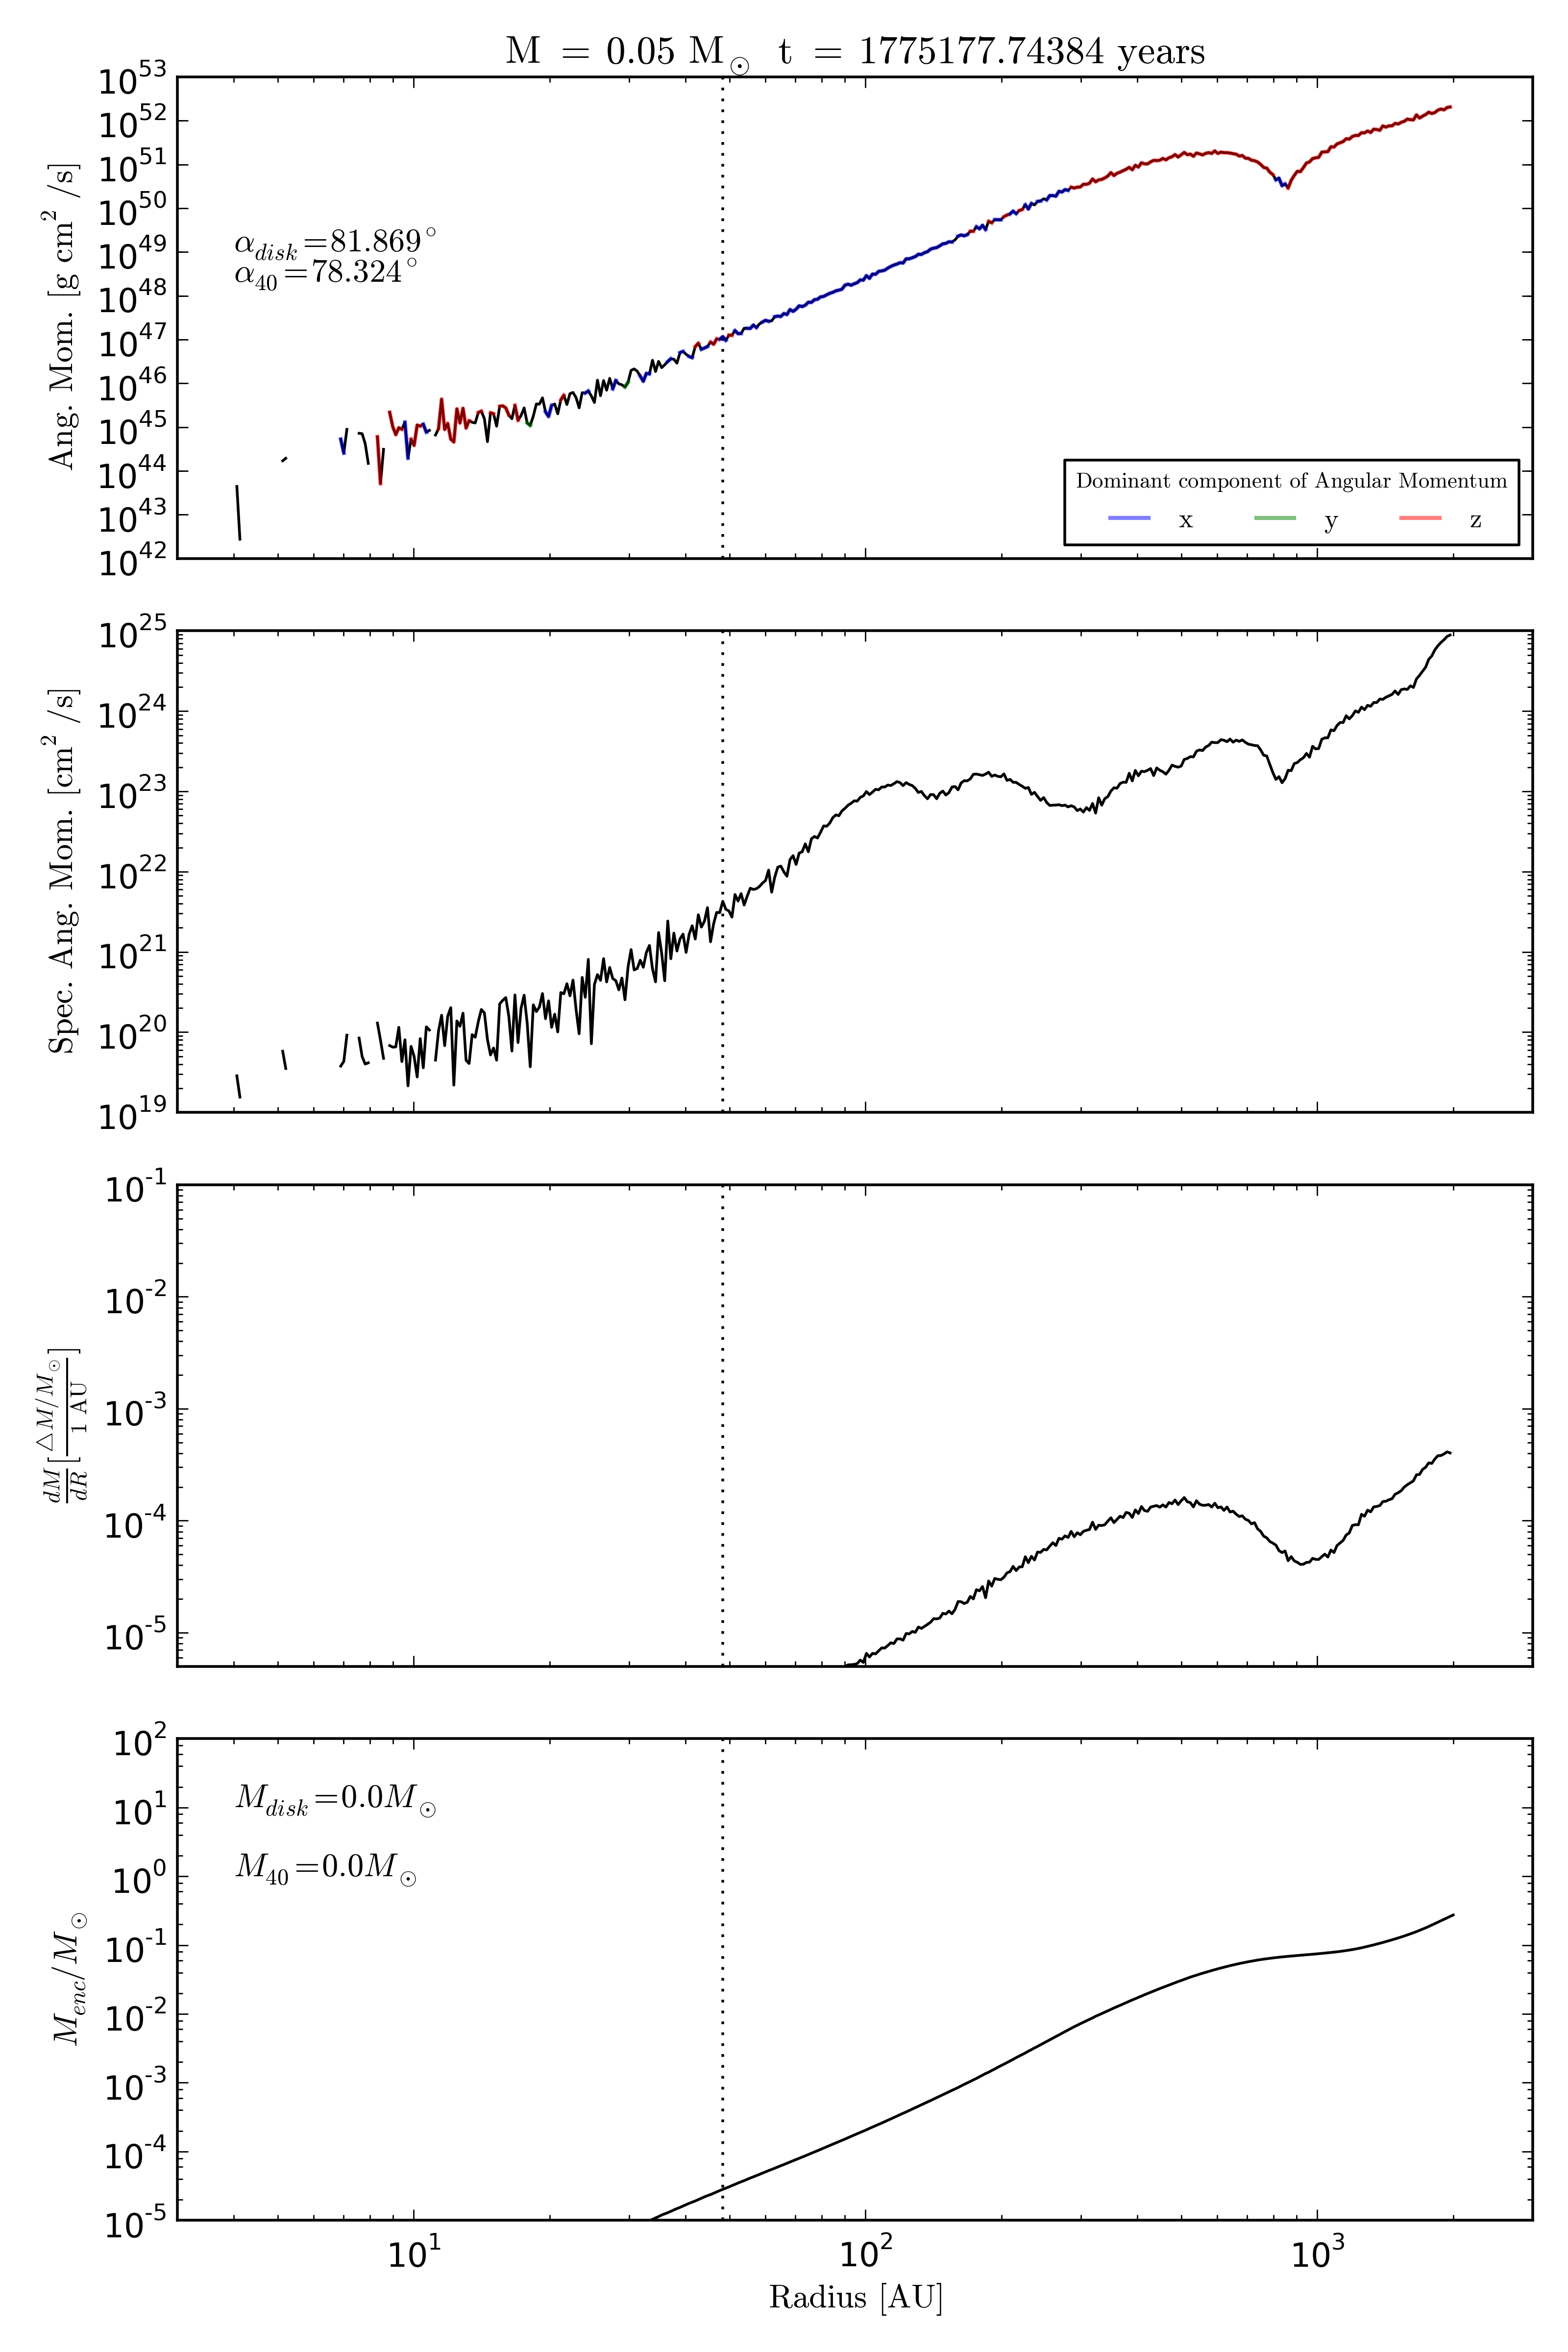 M = 0.05 M⊙ t = 1775177.74384 years
10^53
10^52
10^51
10^50
10^49
10^48
10^47
10^46
10^45
10^44
10^43
10^42
Ang. Mom. [g cm^2 /s]
α_disk=81.869°
α_40=78.324°
Dominant component of Angular Momentum
x y z
10^25
10^24
10^23
10^22
10^21
10^20
10^19
Spec. Ang. Mom. [cm^2 /s]
10^-1
10^-2
10^-3
10^-4
10^-5
dM/dR [△M/M⊙ / 1 AU]
10^2
10^1
10^0
10^-1
10^-2
10^-3
10^-4
10^-5
M_enc/M⊙
M_disk=0.0M⊙
M_40=0.0M⊙
10^1 10^2 10^3
Radius [AU]